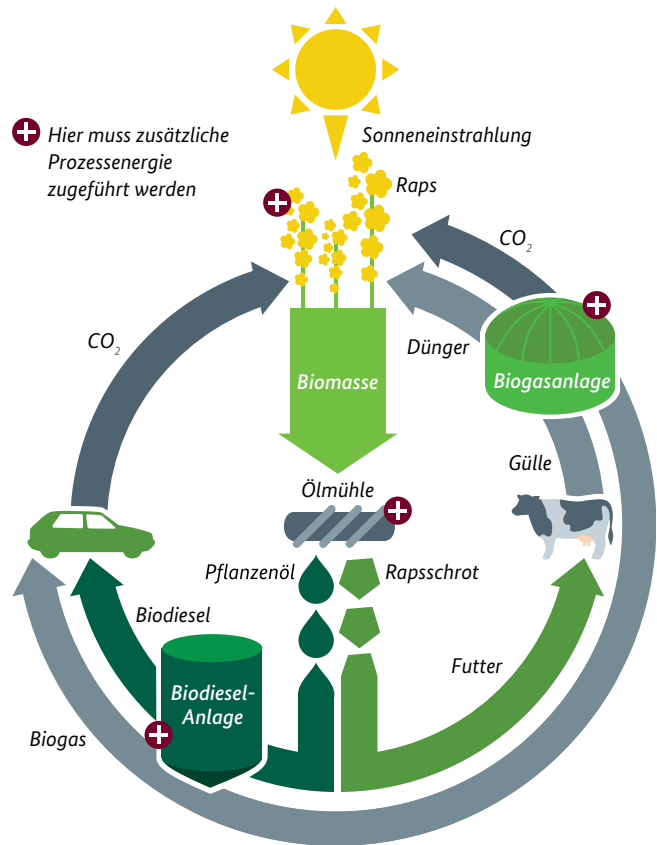 Hier muss zusätzliche
Prozessenergie
zugeführt werden
Sonneneinstrahlung
Raps
CO₂
CO₂
Dünger
Biogasanlage
Biomasse
Gülle
Ölmühle
Pflanzenöl
Rapsschrot
Biodiesel
Biodiesel-
Anlage
Futter
Biogas